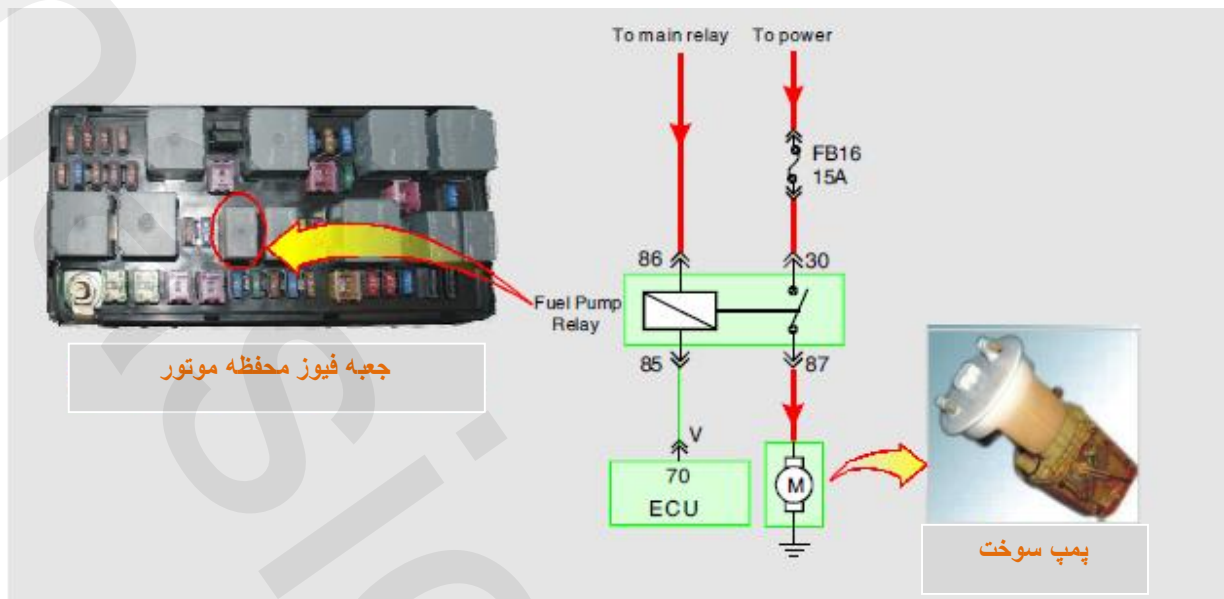 To main relay
To power
FB16
15A
86
30
Fuel Pump
Relay
85
87
V
70
ECU
M
جعبه فیوز محفظه موتور
پمپ سوخت